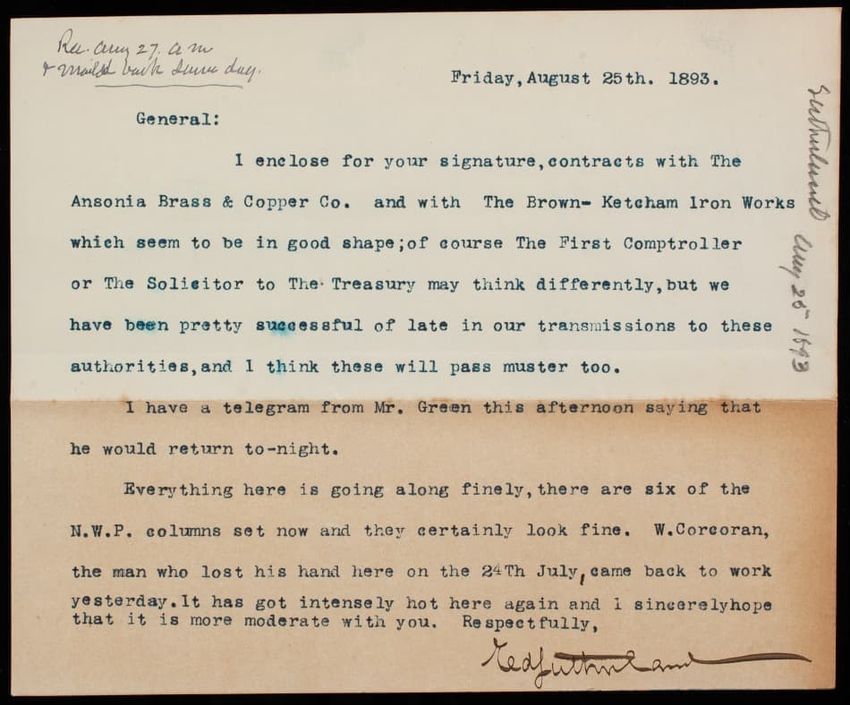 Rec. Aug 27. a m
& mailed back same day.
Friday,August 25th. 1893.
General:
I enclose for your signature,contracts with The
Ansonia Brass & Copper Co. and with The Brown- Ketcham Iron Works
which seem to be in good shape;of course The First Comptroller
or The Solicitor to The Treasury may think differently,but we
have been pretty successful of late in our transmissions to these
authorities,and I think these will pass muster too.
I have a telegram from Mr. Green this afternoon saying that
he would return to-night.
Everything here is going along finely,there are six of the
N.W.P. columns set now and they certainly look fine. W.Corcoran,
the man who lost his hand here on the 24Th July,came back to work
yesterday.It has got intensely hot here again and I sincerelyhope
that it is more moderate with you. Respectfully,
EdSutherland
Sutherland Aug 25 1893